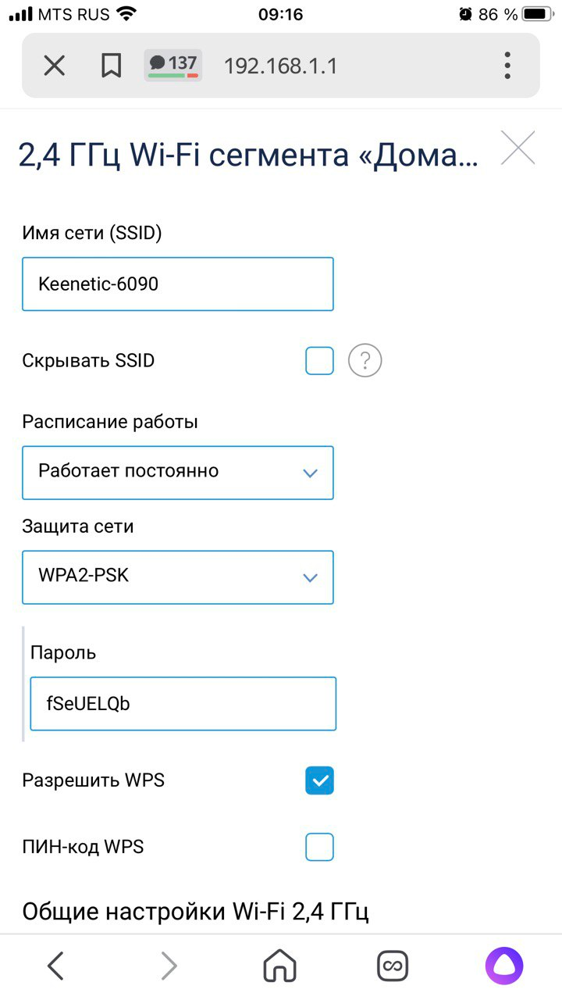 MTS RUS 09:16 86 %
137 192.168.1.1
2,4 ГГц Wi-Fi сегмента «Дома...
Имя сети (SSID)
Keenetic-6090
Скрывать SSID ?
Расписание работы
Работает постоянно
Защита сети
WPA2-PSK
Пароль
fSeUELQb
Разрешить WPS
ПИН-код WPS
Общие настройки Wi-Fi 2,4 ГГц